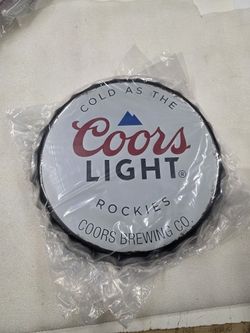 COLD AS THE
Coors
LIGHT®
ROCKIES
COORS BREWING CO.